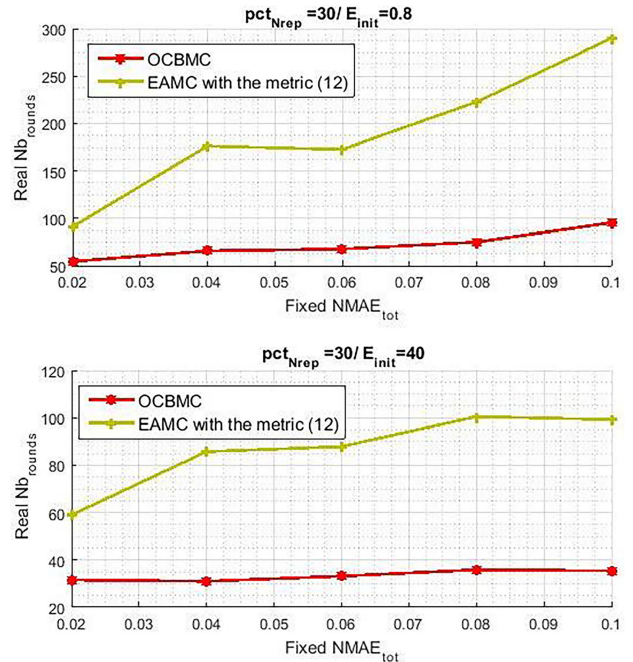 pct_Nrep =30/ E_init=0.8
300
250
200
150
100
50
Real Nb_rounds
OCBMC
EAMC with the metric (12)
0.02 0.03 0.04 0.05 0.06 0.07 0.08 0.09 0.1
Fixed NMAE_tot
pct_Nrep =30/ E_init=40
120
100
80
60
40
20
Real Nb_rounds
OCBMC
EAMC with the metric (12)
0.02 0.03 0.04 0.05 0.06 0.07 0.08 0.09 0.1
Fixed NMAE_tot